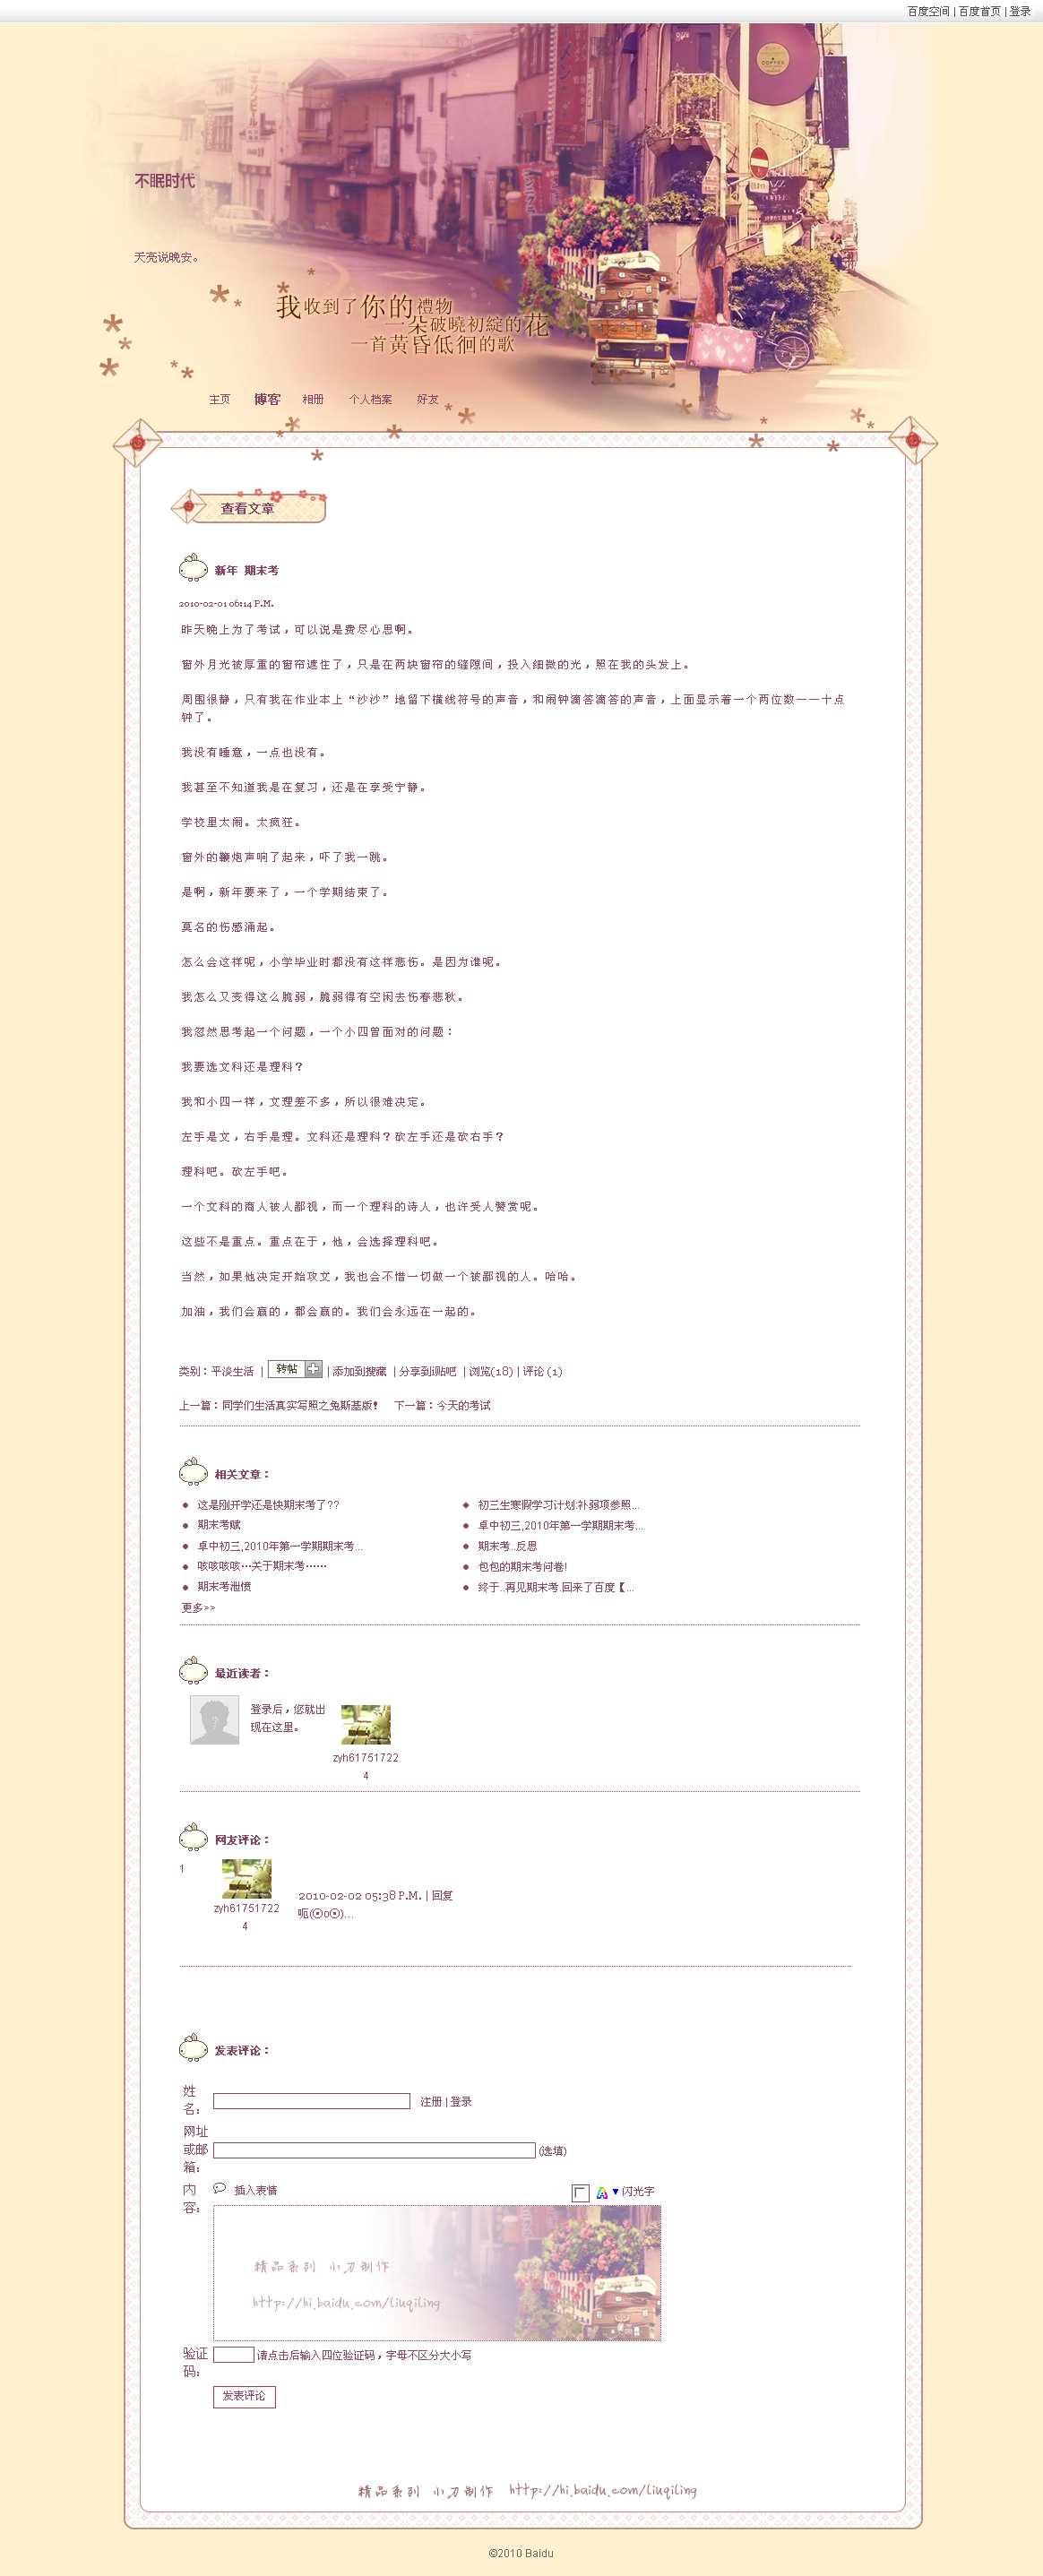 百度空间 | 百度首页 | 登录
COFFEE
不眠时代
天亮说晚安。
我收到了你的禮物
一朵破曉初綻的花
一首黃昏低徊的歌
主页 博客 相册 个人档案 好友
查看文章
新年 期末考
2010-02-01 06:14 P.M.
昨天晚上为了考试，可以说是费尽心思啊。
窗外月光被厚重的窗帘遮住了，只是在两块窗帘的缝隙间，投入细微的光，照在我的头发上。
周围很静，只有我在作业本上“沙沙”地留下横线符号的声音，和闹钟滴答滴答的声音，上面显示着一个两位数——十点
钟了。
我没有睡意，一点也没有。
我甚至不知道我是在复习，还是在享受宁静。
学校里太闹。太疯狂。
窗外的鞭炮声响了起来，吓了我一跳。
是啊，新年要来了，一个学期结束了。
莫名的伤感涌起。
怎么会这样呢，小学毕业时都没有这样悲伤。是因为谁呢。
我怎么又变得这么脆弱，脆弱得有空闲去伤春悲秋。
我忽然思考起一个问题，一个小四曾面对的问题：
我要选文科还是理科？
我和小四一样，文理差不多，所以很难决定。
左手是文，右手是理。文科还是理科？砍左手还是砍右手？
理科吧。砍左手吧。
一个文科的商人被人鄙视，而一个理科的诗人，也许受人赞赏呢。
这些不是重点。重点在于，他，会选择理科吧。
当然，如果他决定开始攻文，我也会不惜一切做一个被鄙视的人。哈哈。
加油，我们会赢的，都会赢的。我们会永远在一起的。
类别：平淡生活 | 转帖 | 添加到搜藏 | 分享到i贴吧 | 浏览(18) | 评论 (1)
上一篇：同学们生活真实写照之兔斯基版！ 下一篇：今天的考试
相关文章：
这是刚开学还是快期末考了?? 初三生寒假学习计划:补弱项参照...
期末考赋 卓中初三,2010年第一学期期末考...
卓中初三,2010年第一学期期末考... 期末考..反思
咳咳咳咳…关于期末考…… 包包的期末考问卷!
期末考泄愤 终于..再见期末考.回来了百度【...
更多>>
最近读者：
登录后，您就出
现在这里。
zyh61751722
4
网友评论：
1
zyh61751722
4
2010-02-02 05:38 P.M. | 回复
呃(⊙o⊙)...
发表评论：
姓
名： 注册 | 登录
网址
或邮
箱： (选填)
内
容： 插入表情 A ▼闪光字
精品系列 小刀制作
http://hi.baidu.com/liuqiling
验证
码： 请点击后输入四位验证码，字母不区分大小写
发表评论
精品系列 小刀制作 http://hi.baidu.com/liuqiling
©2010 Baidu